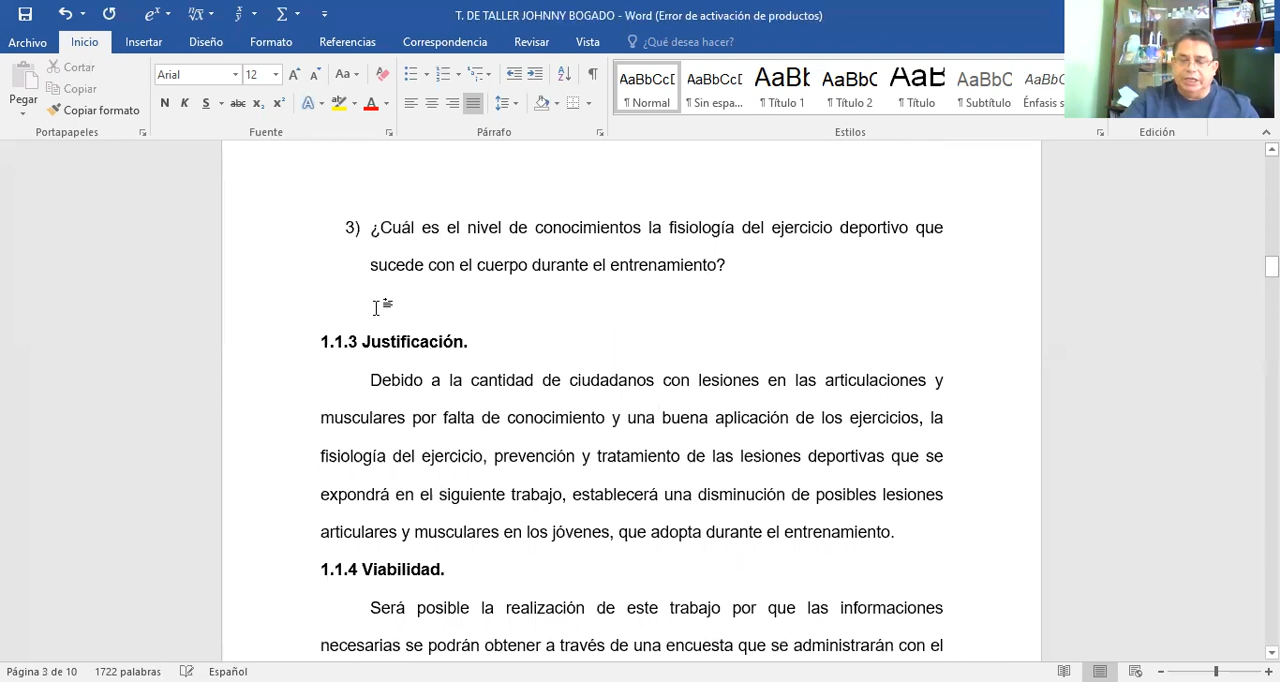 T. DE TALLER JOHNNY BOGADO - Word (Error de activación de productos)
Archivo Inicio Insertar Diseño Formato Referencias Correspondencia Revisar Vista ¿Qué desea hacer?
Pegar
Cortar
Copiar
Copiar formato
Portapapeles
Arial 12
Aa
N K S abc x₂ x²
Fuente
Párrafo
AaBbCcD AaBbCcD AaBb AaBbC AaB AaBbCcD AaBbCc
¶ Normal ¶ Sin espa... ¶ Título 1 ¶ Título 2 ¶ Título ¶ Subtítulo Énfasis s
Estilos
Edición
3) ¿Cuál es el nivel de conocimientos la fisiología del ejercicio deportivo que
sucede con el cuerpo durante el entrenamiento?
1.1.3 Justificación.
Debido a la cantidad de ciudadanos con lesiones en las articulaciones y
musculares por falta de conocimiento y una buena aplicación de los ejercicios, la
fisiología del ejercicio, prevención y tratamiento de las lesiones deportivas que se
expondrá en el siguiente trabajo, establecerá una disminución de posibles lesiones
articulares y musculares en los jóvenes, que adopta durante el entrenamiento.
1.1.4 Viabilidad.
Será posible la realización de este trabajo por que las informaciones
necesarias se podrán obtener a través de una encuesta que se administrarán con el
Página 3 de 10 1722 palabras Español